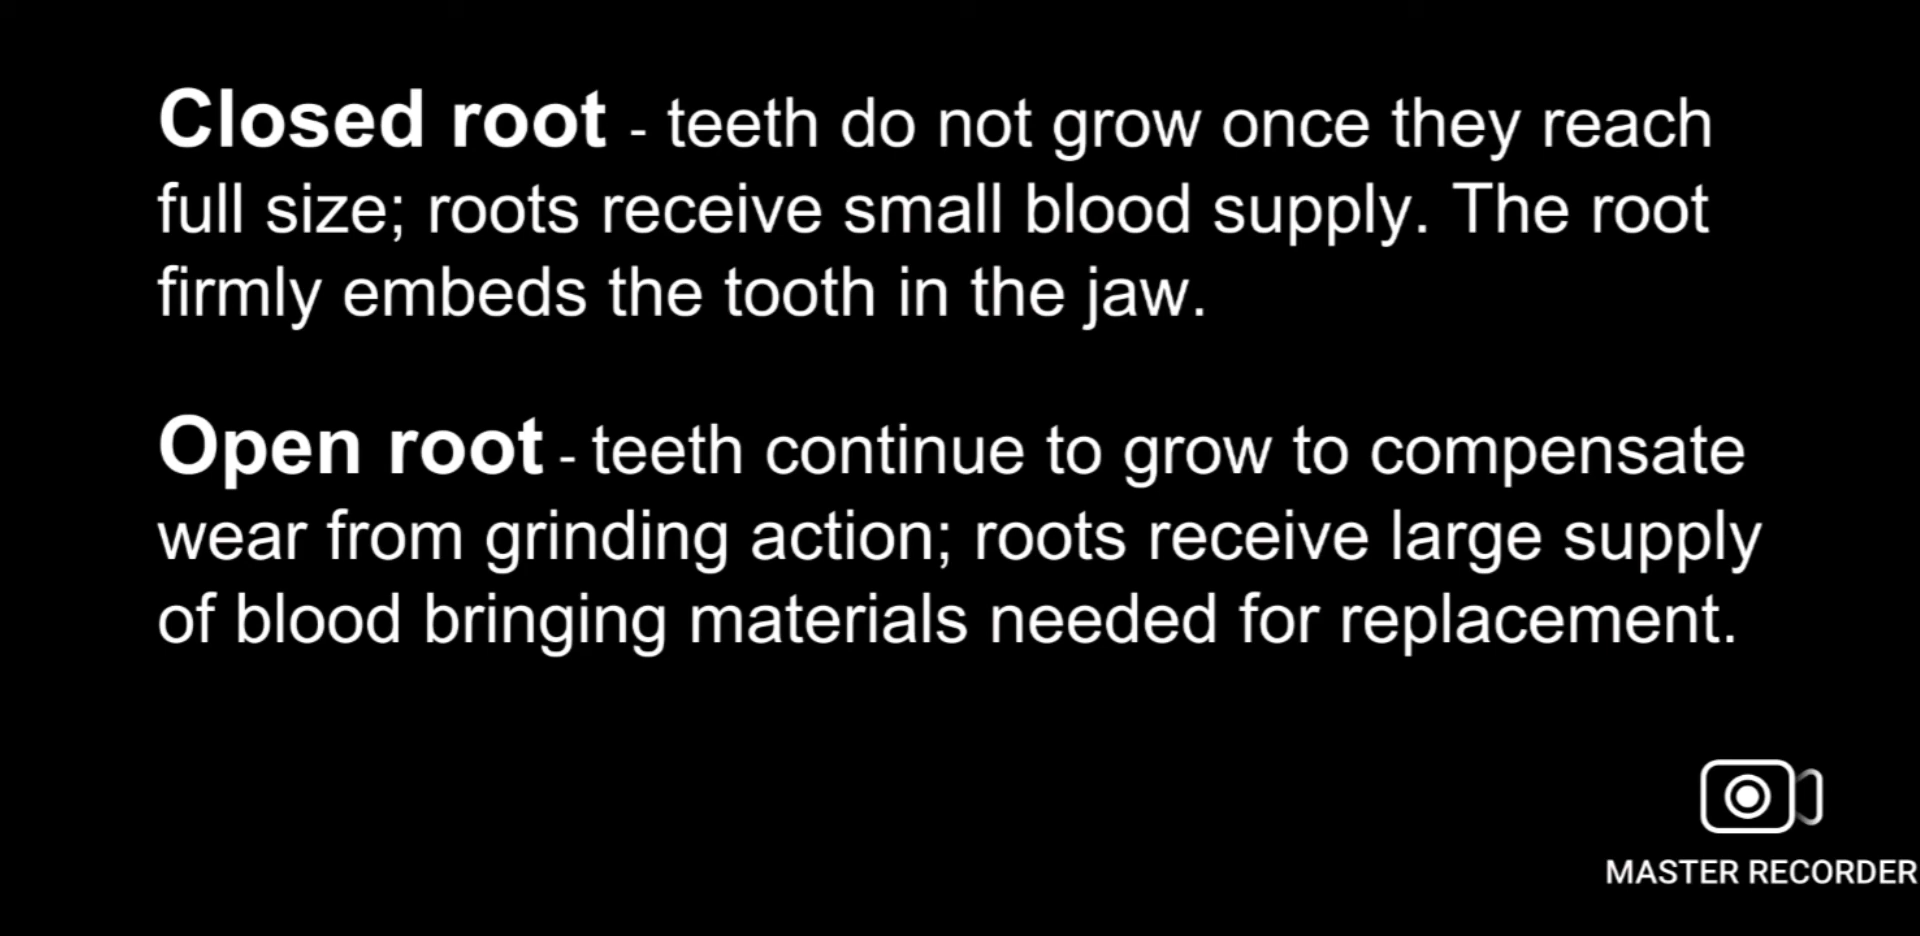 Closed root - teeth do not grow once they reach
full size; roots receive small blood supply. The root
firmly embeds the tooth in the jaw.
Open root - teeth continue to grow to compensate
wear from grinding action; roots receive large supply
of blood bringing materials needed for replacement.
MASTER RECORDER